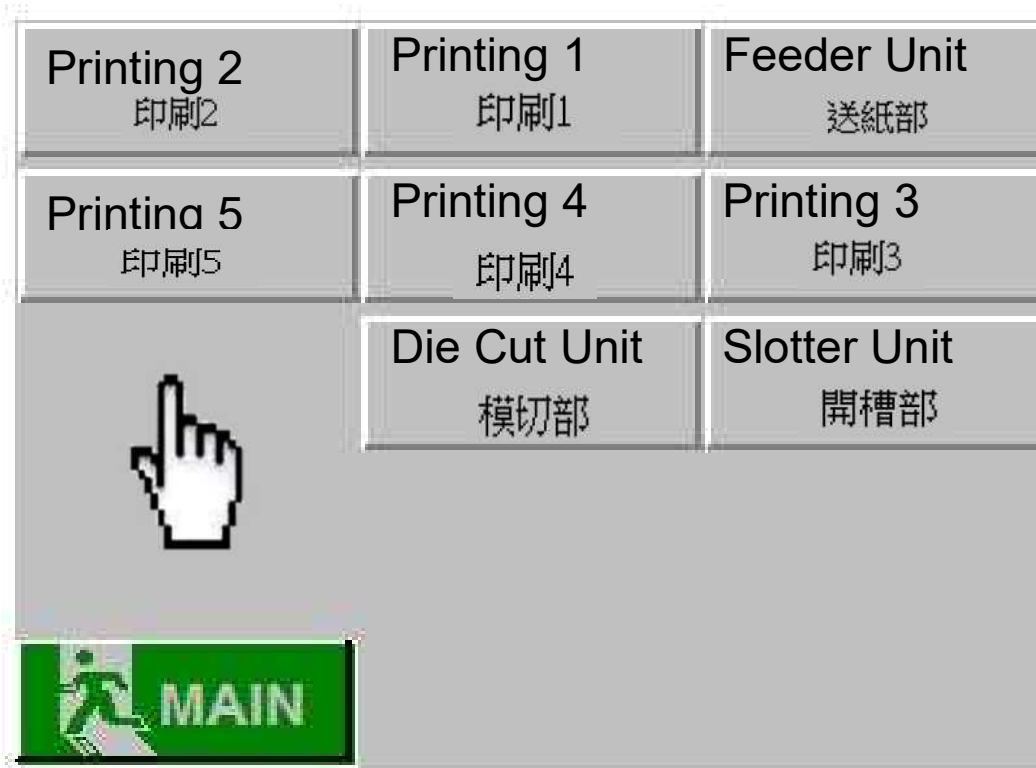 Printing 2
印刷2
Printing 1
印刷1
Feeder Unit
送紙部
Printing 5
印刷5
Printing 4
印刷4
Printing 3
印刷3
Die Cut Unit
模切部
Slotter Unit
開槽部
MAIN